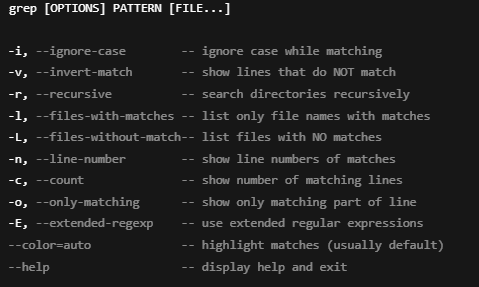 grep [OPTIONS] PATTERN [FILE...]
-i, --ignore-case -- ignore case while matching
-v, --invert-match -- show lines that do NOT match
-r, --recursive -- search directories recursively
-l, --files-with-matches -- list only file names with matches
-L, --files-without-match-- list files with NO matches
-n, --line-number -- show line numbers of matches
-c, --count -- show number of matching lines
-o, --only-matching -- show only matching part of line
-E, --extended-regexp -- use extended regular expressions
--color=auto -- highlight matches (usually default)
--help -- display help and exit